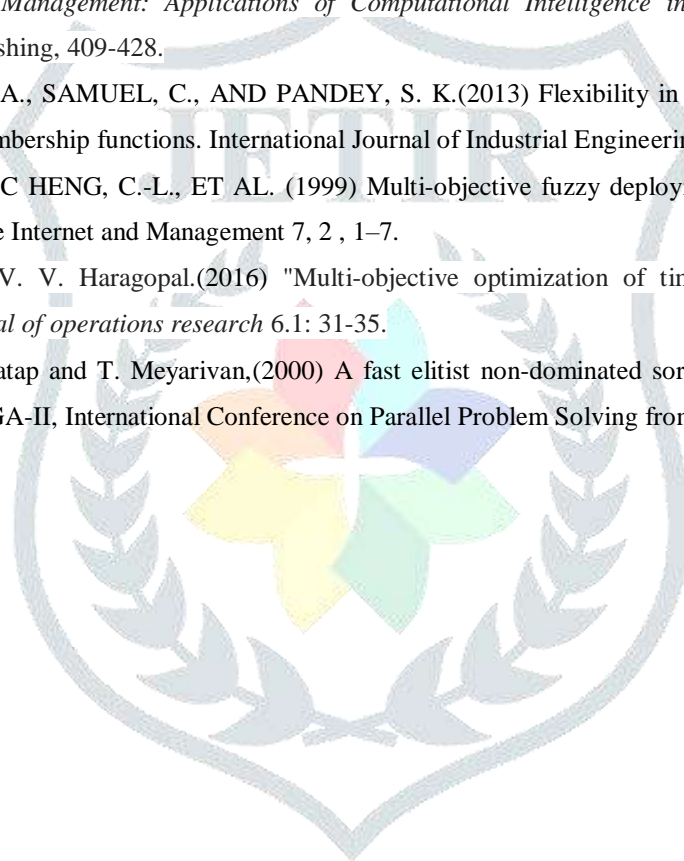 Management: Applications of Computational Intelligence in
shing, 409-428.
A., SAMUEL, C., AND PANDEY, S. K.(2013) Flexibility in
nbership functions. International Journal of Industrial Engineerin
C HENG, C.-L., ET AL. (1999) Multi-objective fuzzy deploy
e Internet and Management 7, 2 , 1–7.
V. V. Haragopal.(2016) "Multi-objective optimization of tin
al of operations research 6.1: 31-35.
atap and T. Meyarivan,(2000) A fast elitist non-dominated sor
GA-II, International Conference on Parallel Problem Solving from
JETIR